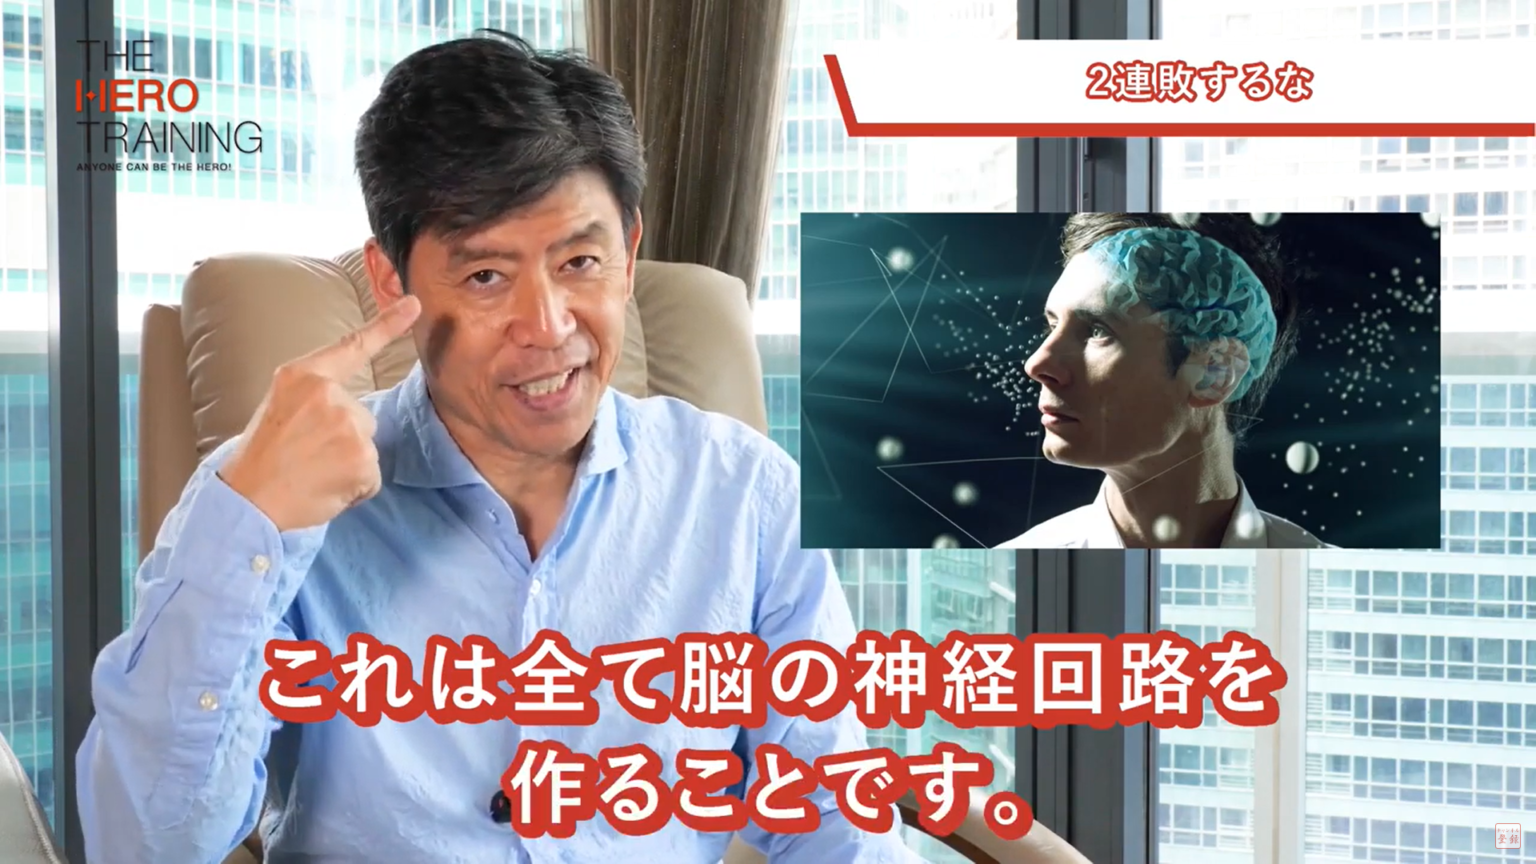 THE
HERO
TRAINING
ANYONE CAN BE THE HERO!
2連敗するな
これは全て脳の神経回路を
作ることです。